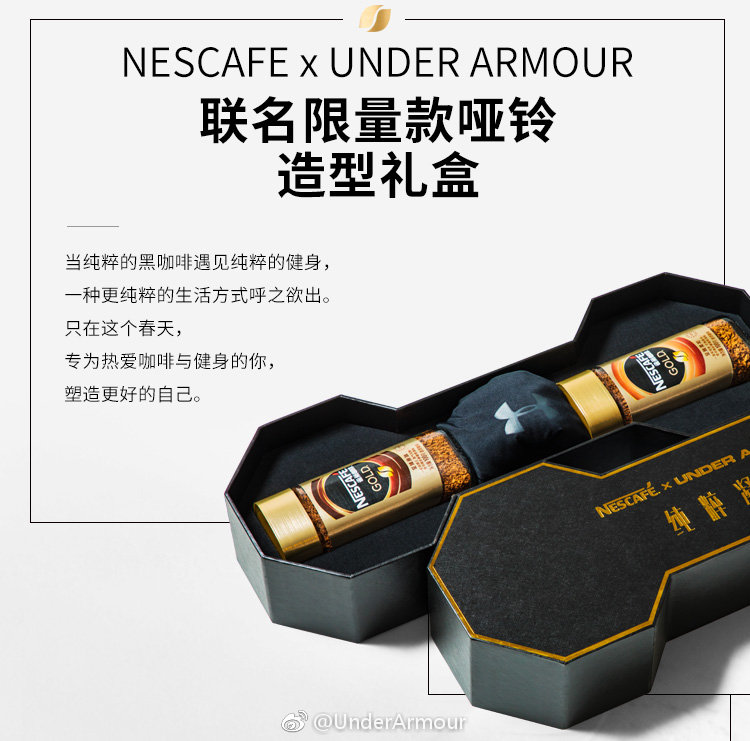 NESCAFE x UNDER ARMOUR
联名限量款哑铃
造型礼盒
当纯粹的黑咖啡遇见纯粹的健身，
一种更纯粹的生活方式呼之欲出。
只在这个春天，
专为热爱咖啡与健身的你，
塑造更好的自己。
NESCAFÉ
GOLD
NESCAFÉ
GOLD
NESCAFÉ x UNDER A
纯粹
@UnderArmour